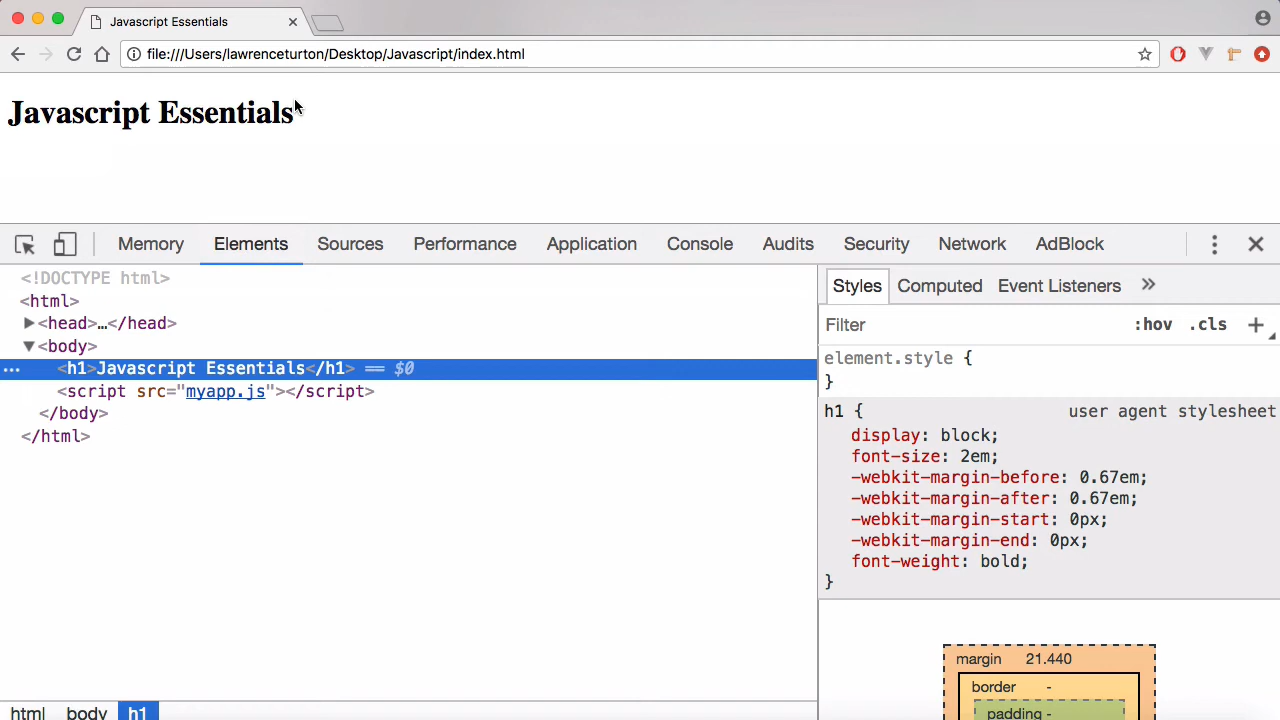 Javascript Essentials
file:///Users/lawrenceturton/Desktop/Javascript/index.html
Javascript Essentials
Memory Elements Sources Performance Application Console Audits Security Network AdBlock
<!DOCTYPE html>
<html>
<head>…</head>
<body>
<h1>Javascript Essentials</h1> == $0
<script src="myapp.js"></script>
</body>
</html>
html body h1
Styles Computed Event Listeners »
Filter :hov .cls +
element.style {
}
h1 { user agent stylesheet
display: block;
font-size: 2em;
-webkit-margin-before: 0.67em;
-webkit-margin-after: 0.67em;
-webkit-margin-start: 0px;
-webkit-margin-end: 0px;
font-weight: bold;
}
margin 21.440
border -
padding -